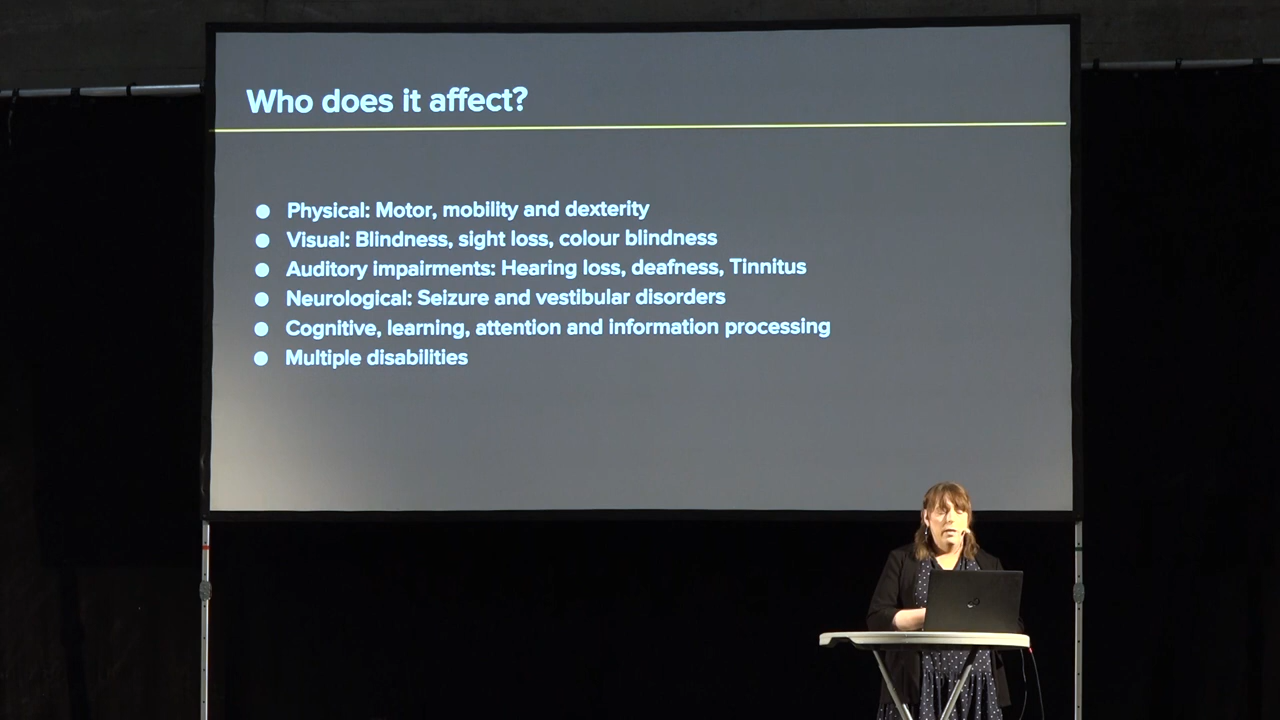 Who does it affect?
● Physical: Motor, mobility and dexterity
● Visual: Blindness, sight loss, colour blindness
● Auditory impairments: Hearing loss, deafness, Tinnitus
● Neurological: Seizure and vestibular disorders
● Cognitive, learning, attention and information processing
● Multiple disabilities